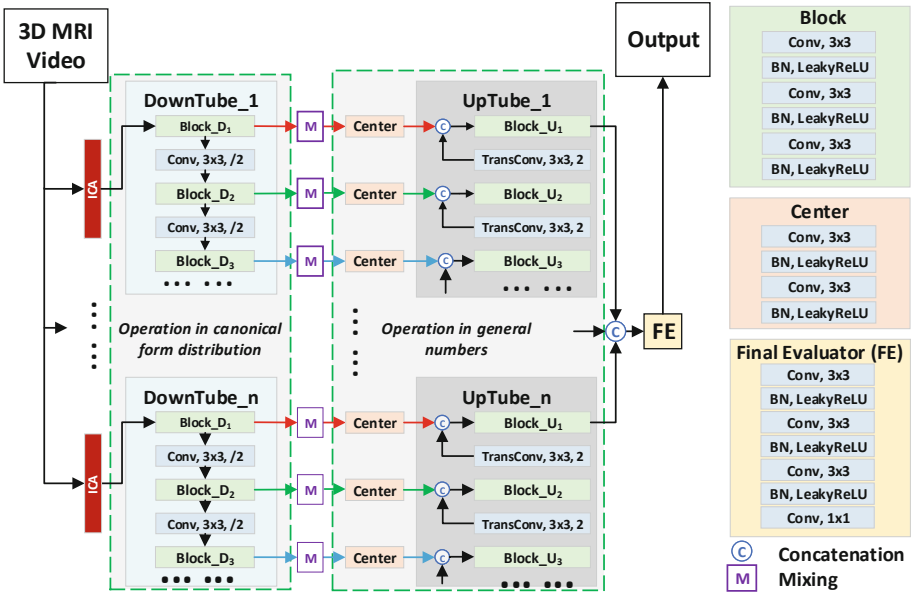 3D MRI
Video
ICA
DownTube_1
Block_D1
Conv, 3x3, /2
Block_D2
Conv, 3x3, /2
Block_D3
M
M
M
Center
Center
Center
UpTube_1
C
Block_U1
TransConv, 3x3, 2
C
Block_U2
TransConv, 3x3, 2
C
Block_U3
Operation in canonical
form distribution
Operation in general
numbers
ICA
DownTube_n
Block_D1
Conv, 3x3, /2
Block_D2
Conv, 3x3, /2
Block_D3
M
M
M
Center
Center
Center
UpTube_n
C
Block_U1
TransConv, 3x3, 2
C
Block_U2
TransConv, 3x3, 2
C
Block_U3
C
FE
Output
Block
Conv, 3x3
BN, LeakyReLU
Conv, 3x3
BN, LeakyReLU
Conv, 3x3
BN, LeakyReLU
Center
Conv, 3x3
BN, LeakyReLU
Conv, 3x3
BN, LeakyReLU
Final Evaluator (FE)
Conv, 3x3
BN, LeakyReLU
Conv, 3x3
BN, LeakyReLU
Conv, 3x3
BN, LeakyReLU
Conv, 1x1
C Concatenation
M Mixing